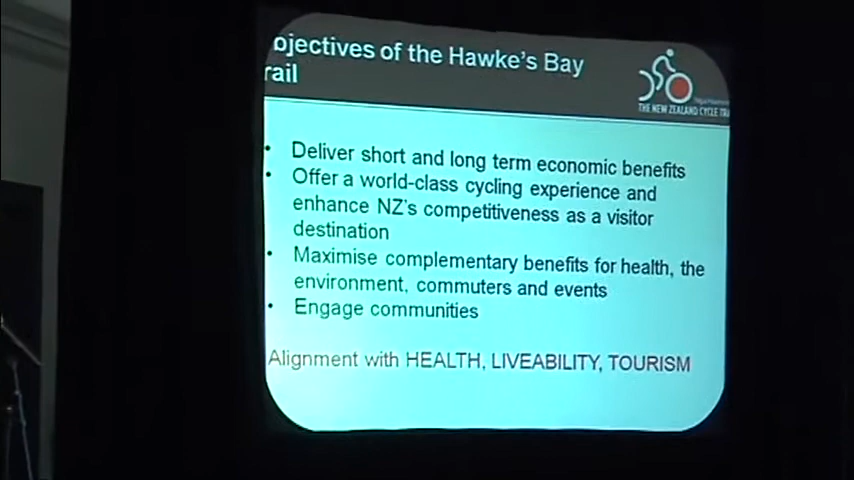 ojectives of the Hawke's Bay
rail
THE NEW ZEALAND CYCLE TRA
• Deliver short and long term economic benefits
• Offer a world-class cycling experience and
enhance NZ's competitiveness as a visitor
destination
• Maximise complementary benefits for health, the
environment, commuters and events
• Engage communities
Alignment with HEALTH, LIVEABILITY, TOURISM